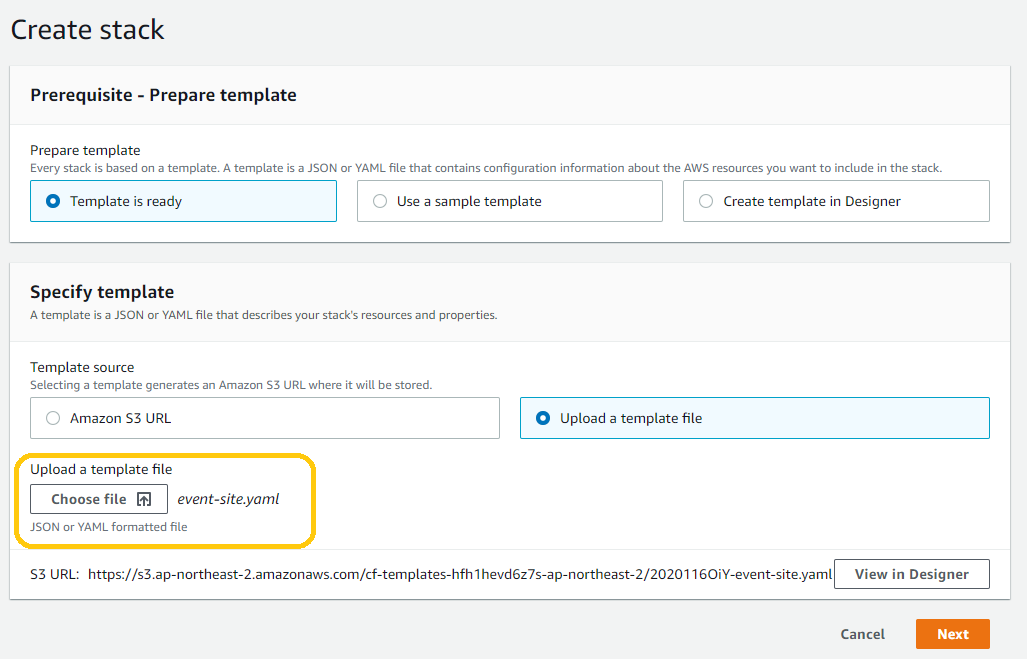 Create stack
Prerequisite - Prepare template
Prepare template
Every stack is based on a template. A template is a JSON or YAML file that contains configuration information about the AWS resources you want to include in the stack.
Template is ready
Use a sample template
Create template in Designer
Specify template
A template is a JSON or YAML file that describes your stack's resources and properties.
Template source
Selecting a template generates an Amazon S3 URL where it will be stored.
Amazon S3 URL
Upload a template file
Upload a template file
Choose file
event-site.yaml
JSON or YAML formatted file
S3 URL: https://s3.ap-northeast-2.amazonaws.com/cf-templates-hfh1hevd6z7s-ap-northeast-2/2020116OiY-event-site.yaml
View in Designer
Cancel
Next